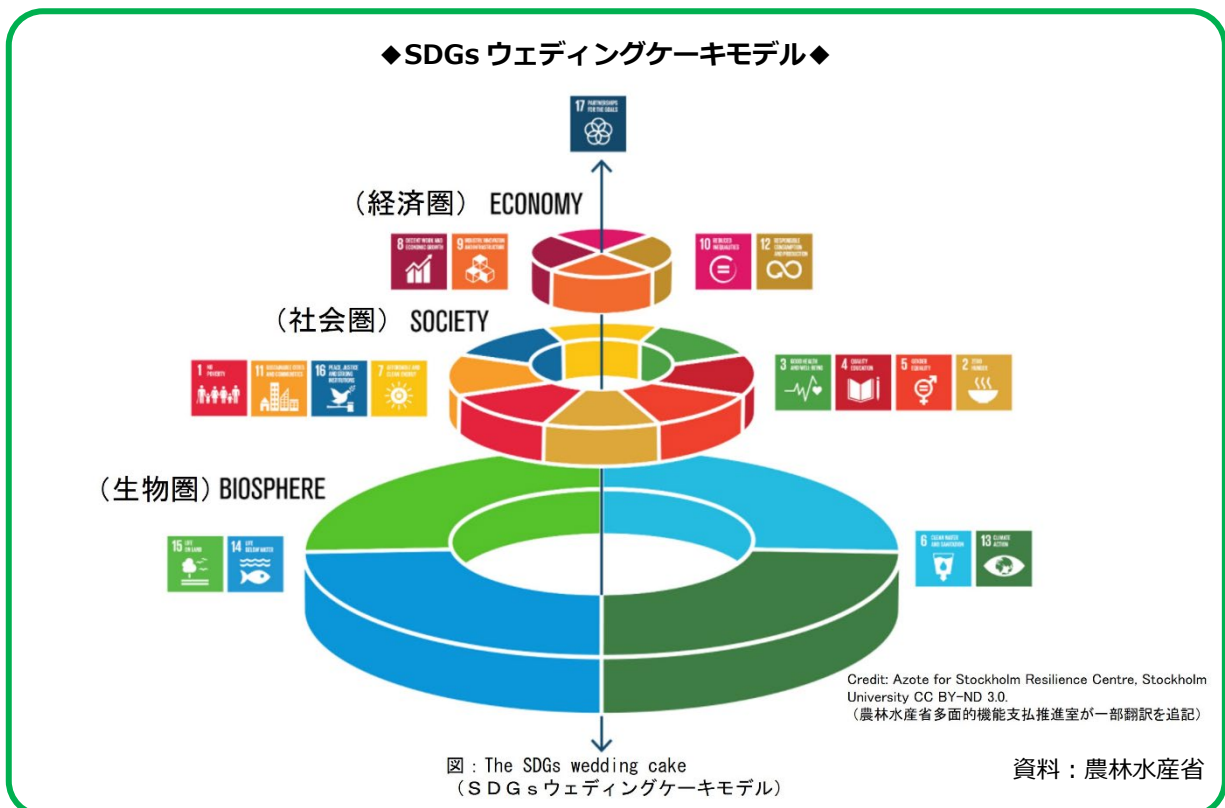 ◆SDGs ウェディングケーキモデル◆
17 PARTNERSHIPS
FOR THE GOALS
(経済圏) ECONOMY
8 DECENT WORK AND
ECONOMIC GROWTH
9 INDUSTRY, INNOVATION
AND INFRASTRUCTURE
10 REDUCED
INEQUALITIES
12 RESPONSIBLE
CONSUMPTION
AND PRODUCTION
(社会圏) SOCIETY
1 NO
POVERTY
11 SUSTAINABLE CITIES
AND COMMUNITIES
16 PEACE, JUSTICE
AND STRONG
INSTITUTIONS
7 AFFORDABLE AND
CLEAN ENERGY
3 GOOD HEALTH
AND WELL-BEING
4 QUALITY
EDUCATION
5 GENDER
EQUALITY
2 ZERO
HUNGER
(生物圏) BIOSPHERE
15 LIFE
ON LAND
14 LIFE
BELOW WATER
6 CLEAN WATER
AND SANITATION
13 CLIMATE
ACTION
Credit: Azote for Stockholm Resilience Centre, Stockholm
University CC BY-ND 3.0.
(農林水産省多面的機能支払推進室が一部翻訳を追記)
図：The SDGs wedding cake
(ＳＤＧｓウェディングケーキモデル)
資料：農林水産省